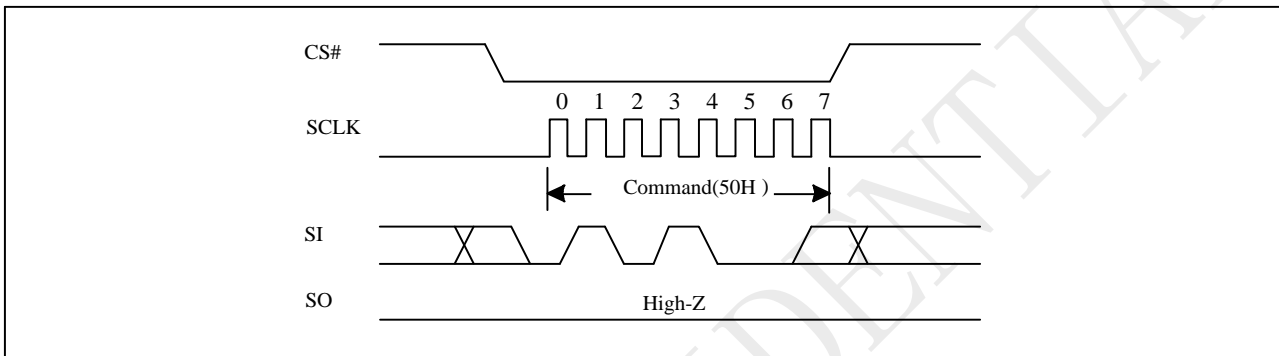 CS#
0 1 2 3 4 5 6 7
SCLK
Command(50H )
SI
High-Z
SO